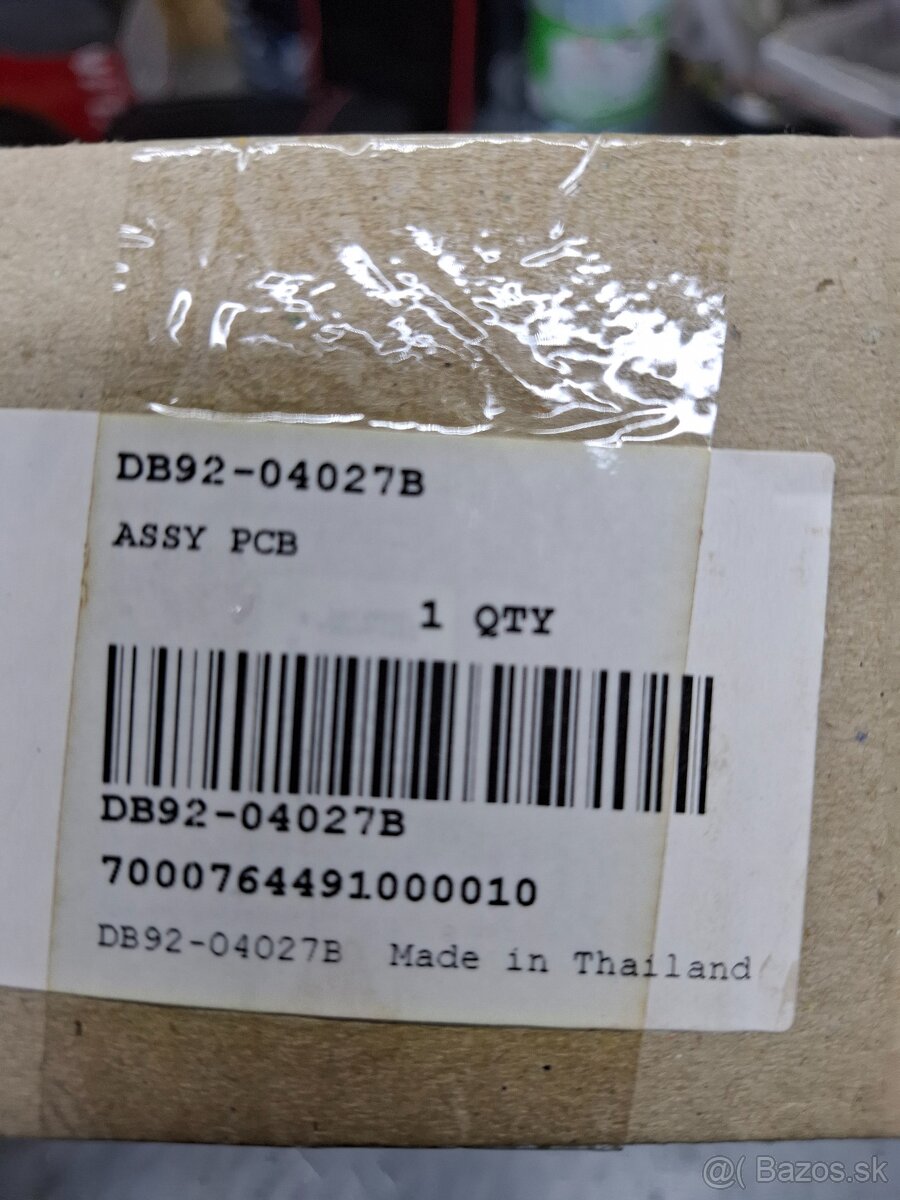 DB92-04027B
ASSY PCB
1 QTY
DB92-04027B
7000764491000010
DB92-04027B Made in Thailand
@( Bazos.sk